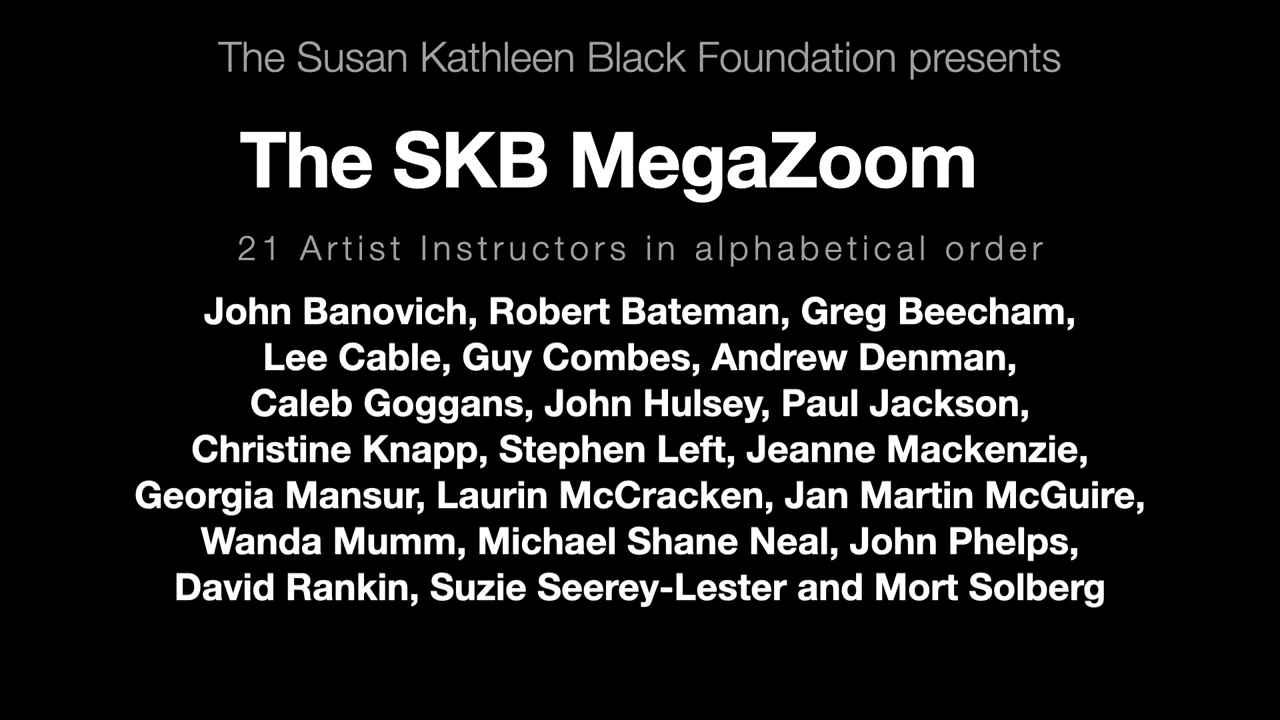 The Susan Kathleen Black Foundation presents
The SKB MegaZoom
21 Artist Instructors in alphabetical order
John Banovich, Robert Bateman, Greg Beecham,
Lee Cable, Guy Combes, Andrew Denman,
Caleb Goggans, John Hulsey, Paul Jackson,
Christine Knapp, Stephen Left, Jeanne Mackenzie,
Georgia Mansur, Laurin McCracken, Jan Martin McGuire,
Wanda Mumm, Michael Shane Neal, John Phelps,
David Rankin, Suzie Seerey-Lester and Mort Solberg